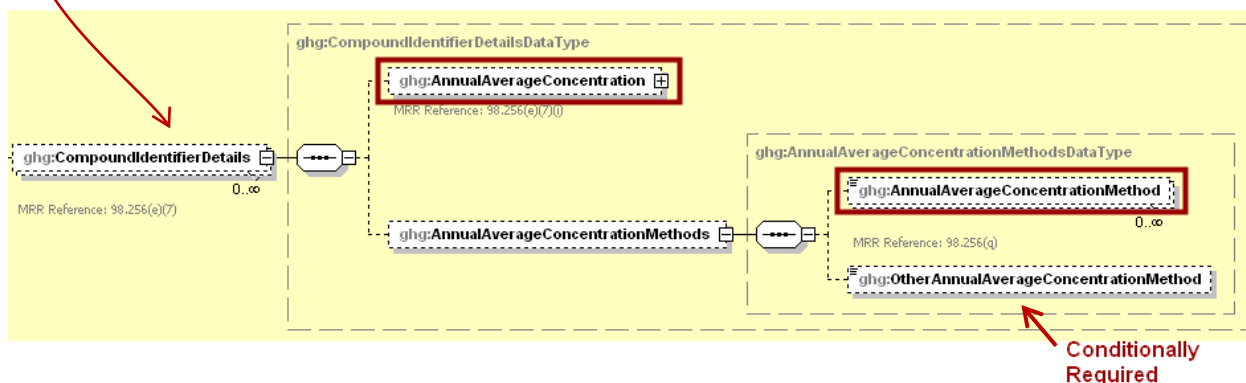 ghg:CompoundIdentifierDetailsDataType
ghg:AnnualAverageConcentration
MRR Reference: 98.256(e)(7)(i)
ghg:CompoundIdentifierDetails
0..∞
MRR Reference: 98.256(e)(7)
ghg:AnnualAverageConcentrationMethodsDataType
ghg:AnnualAverageConcentrationMethod
0..∞
MRR Reference: 98.256(q)
ghg:AnnualAverageConcentrationMethods
ghg:OtherAnnualAverageConcentrationMethod
Conditionally
Required